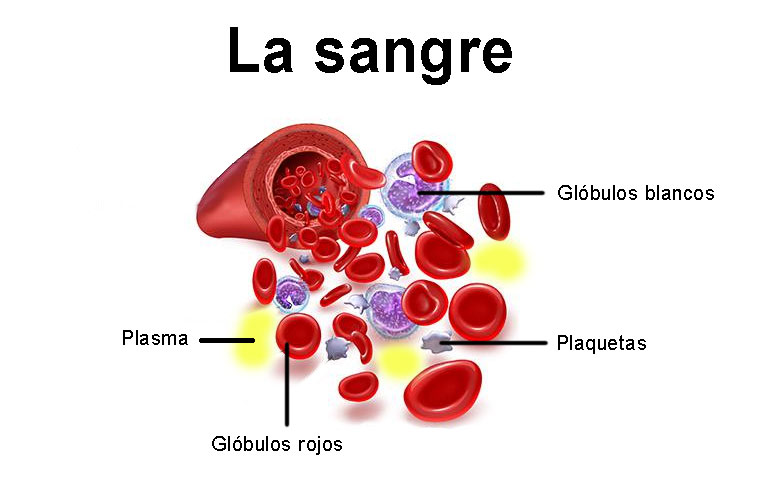 La sangre
Glóbulos blancos
Plasma
Plaquetas
Glóbulos rojos